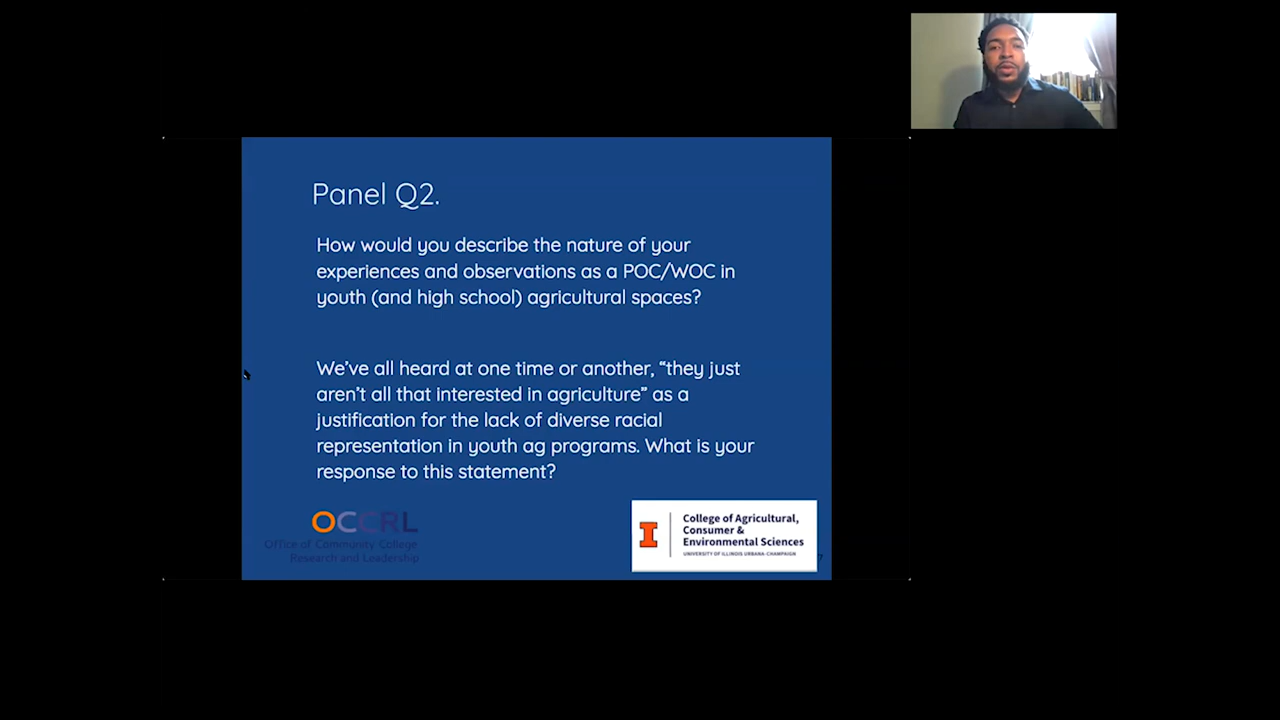 Panel Q2.
How would you describe the nature of your
experiences and observations as a POC/WOC in
youth (and high school) agricultural spaces?
We’ve all heard at one time or another, “they just
aren’t all that interested in agriculture” as a
justification for the lack of diverse racial
representation in youth ag programs. What is your
response to this statement?
OCCRL
Office of Community College
Research and Leadership
I
College of Agricultural,
Consumer &
Environmental Sciences
UNIVERSITY OF ILLINOIS URBANA-CHAMPAIGN
7